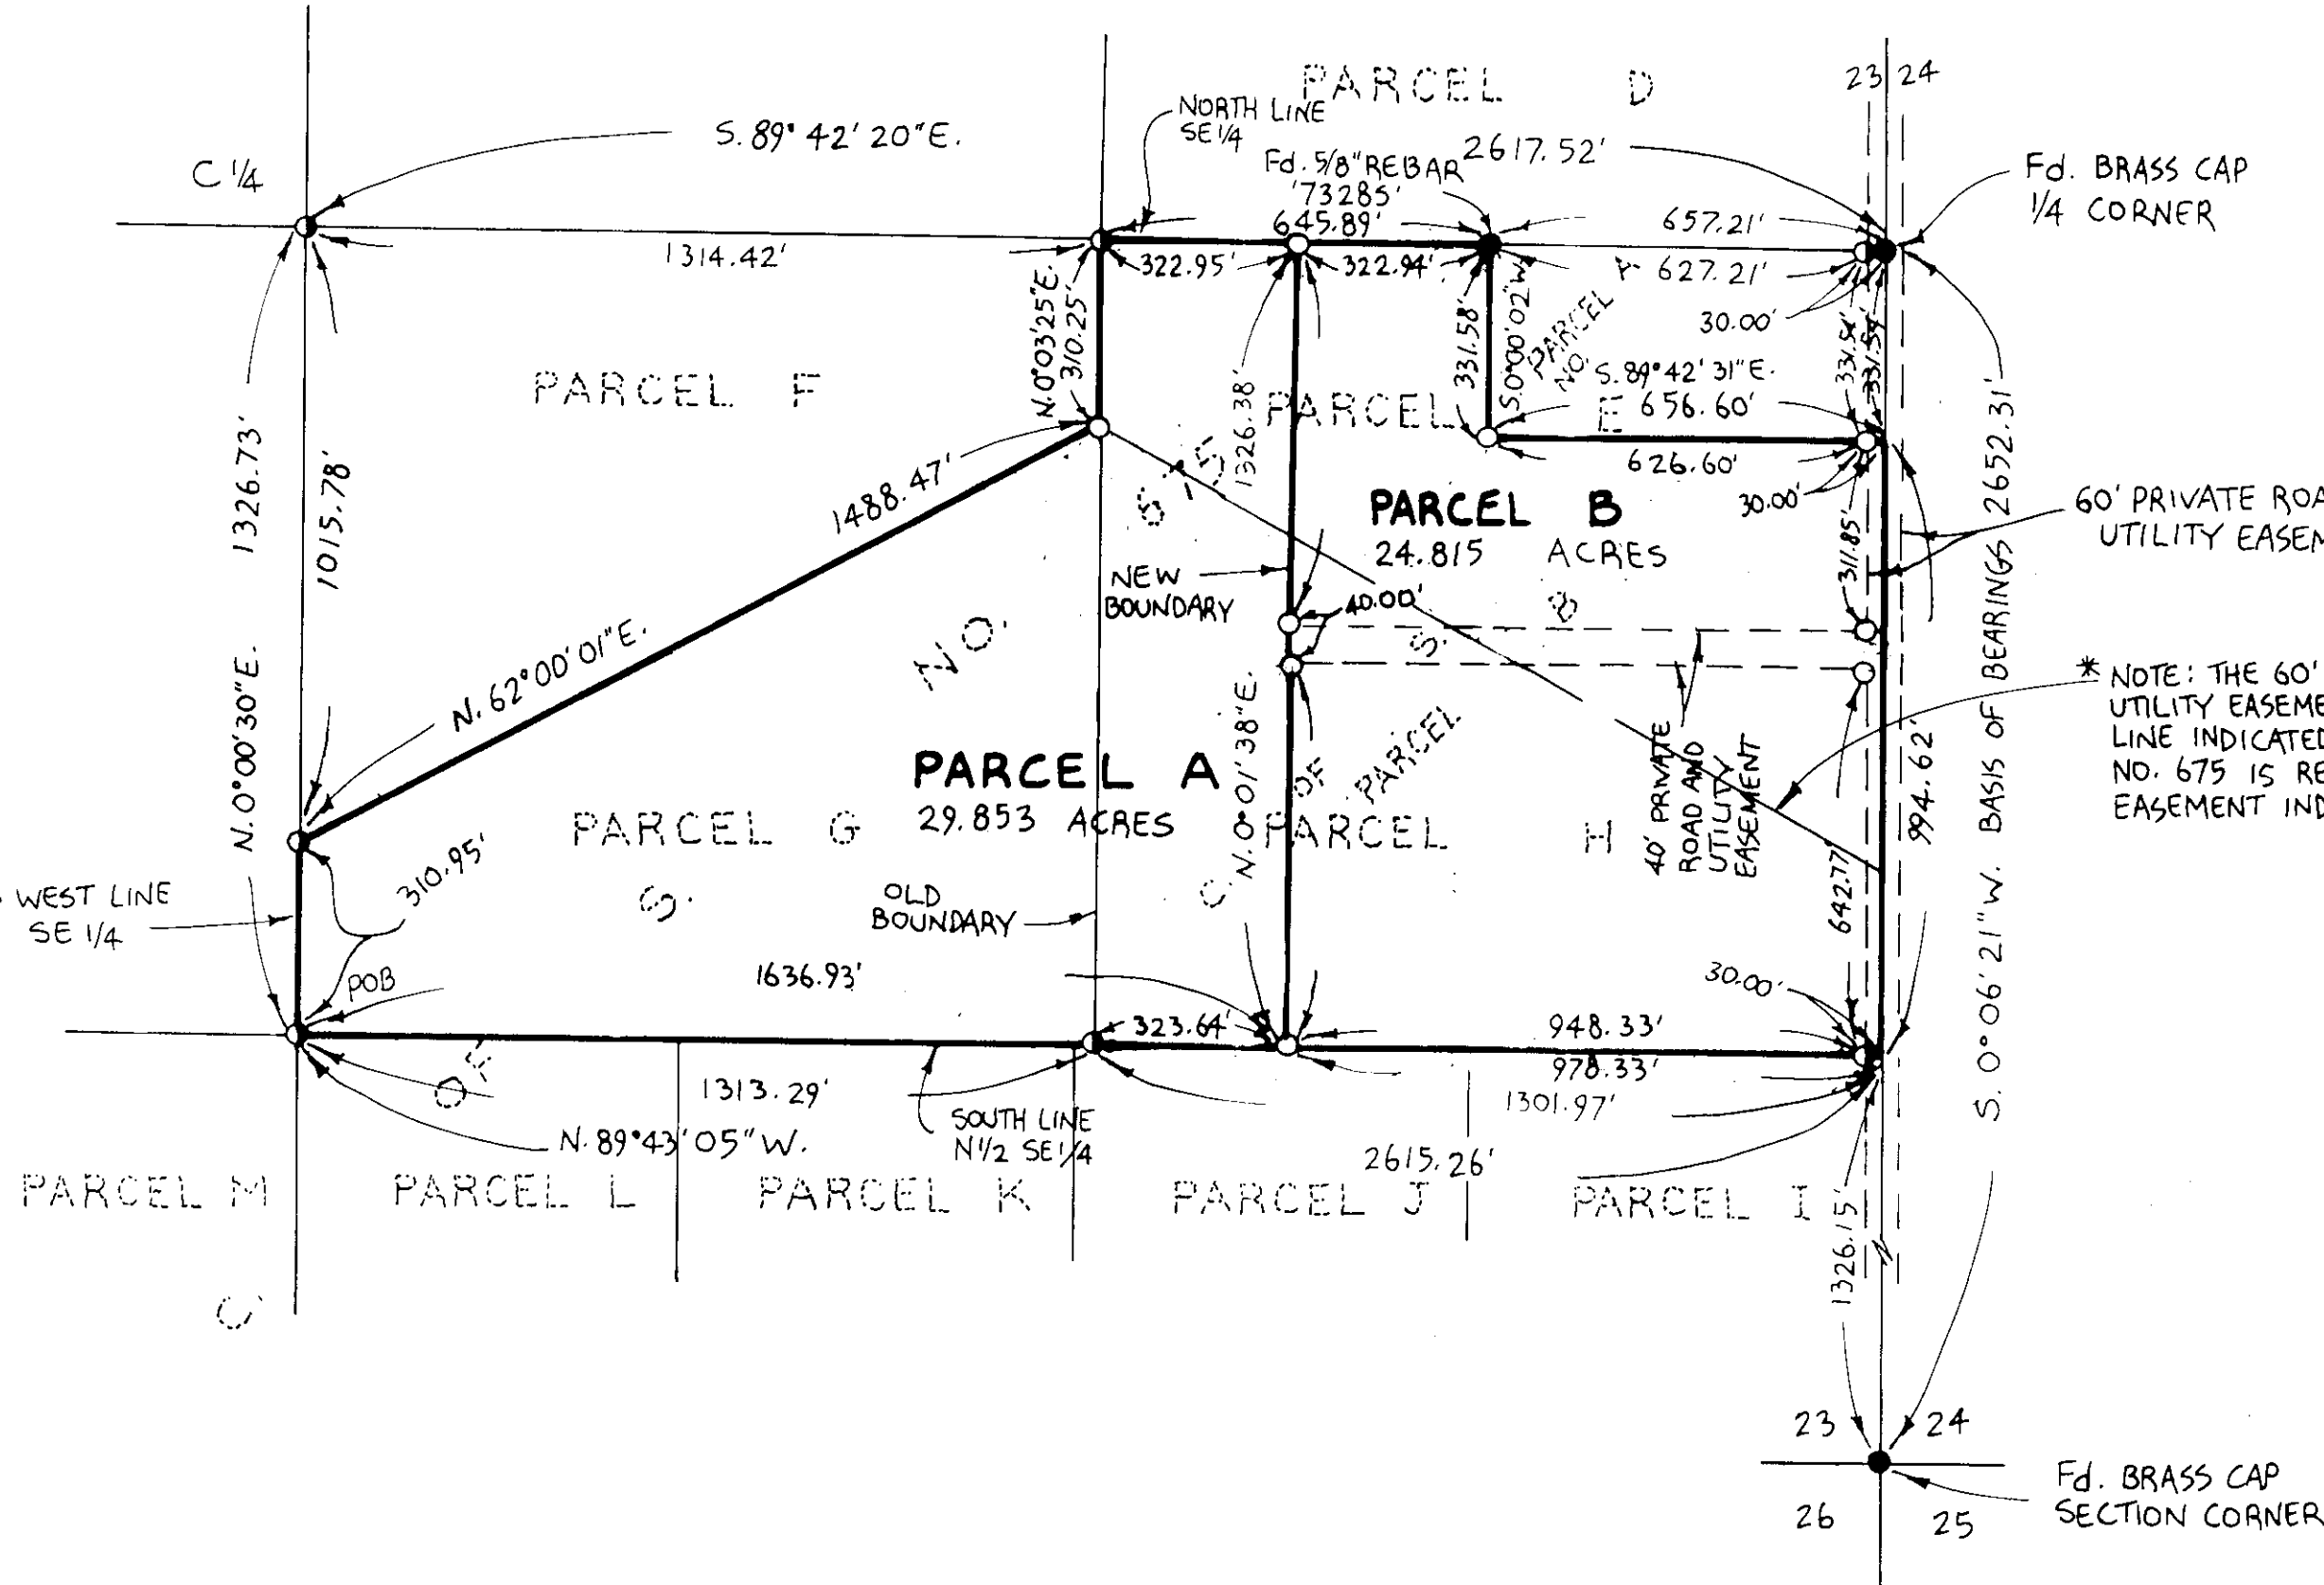 PARCEL D
23 24
NORTH LINE
SE 1/4
S. 89° 42' 20" E.
2617.52'
C 1/4
Fd. 5/8" REBAR
'73285'
Fd. BRASS CAP
1/4 CORNER
645.89'
657.21'
1314.42'
322.95'
322.94'
627.21'
30.00'
N. 0° 03' 25" E.
310.25'
331.58'
S. 0° 00' 02" W.
PARCEL
NO.
331.54'
331.54'
1326.38'
S. 89° 42' 31" E.
656.60'
PARCEL F
PARCEL E
1326.73'
1015.78'
626.60'
30.00'
1488.47'
675
PARCEL B
24.815 ACRES
311.85'
60' PRIVATE ROA
UTILITY EASEM
S. 0° 06' 21" W. BASIS OF BEARINGS 2652.31'
NEW
BOUNDARY
40.00'
S. B
N. 62° 00' 01" E.
NO.
N. 0° 00' 30" E.
N. 0° 01' 38" E.
OF
PARCEL
40' PRIVATE
ROAD AND
UTILITY
EASEMENT
994.62'
* NOTE: THE 60'
UTILITY EASEME
LINE INDICATED
NO. 675 IS RE
EASEMENT IND
PARCEL A
29.853 ACRES
PARCEL G
PARCEL H
310.95'
WEST LINE
SE 1/4
S.
OLD
BOUNDARY
C.
642.77'
POB
1636.93'
30.00'
323.64'
948.33'
978.33'
OF
1313.29'
1301.97'
SOUTH LINE
N 1/2 SE 1/4
N. 89° 43' 05" W.
2615.26'
PARCEL M
PARCEL L
PARCEL K
PARCEL J
PARCEL I
1326.15'
C.
23 24
26 25
Fd. BRASS CAP
SECTION CORNER